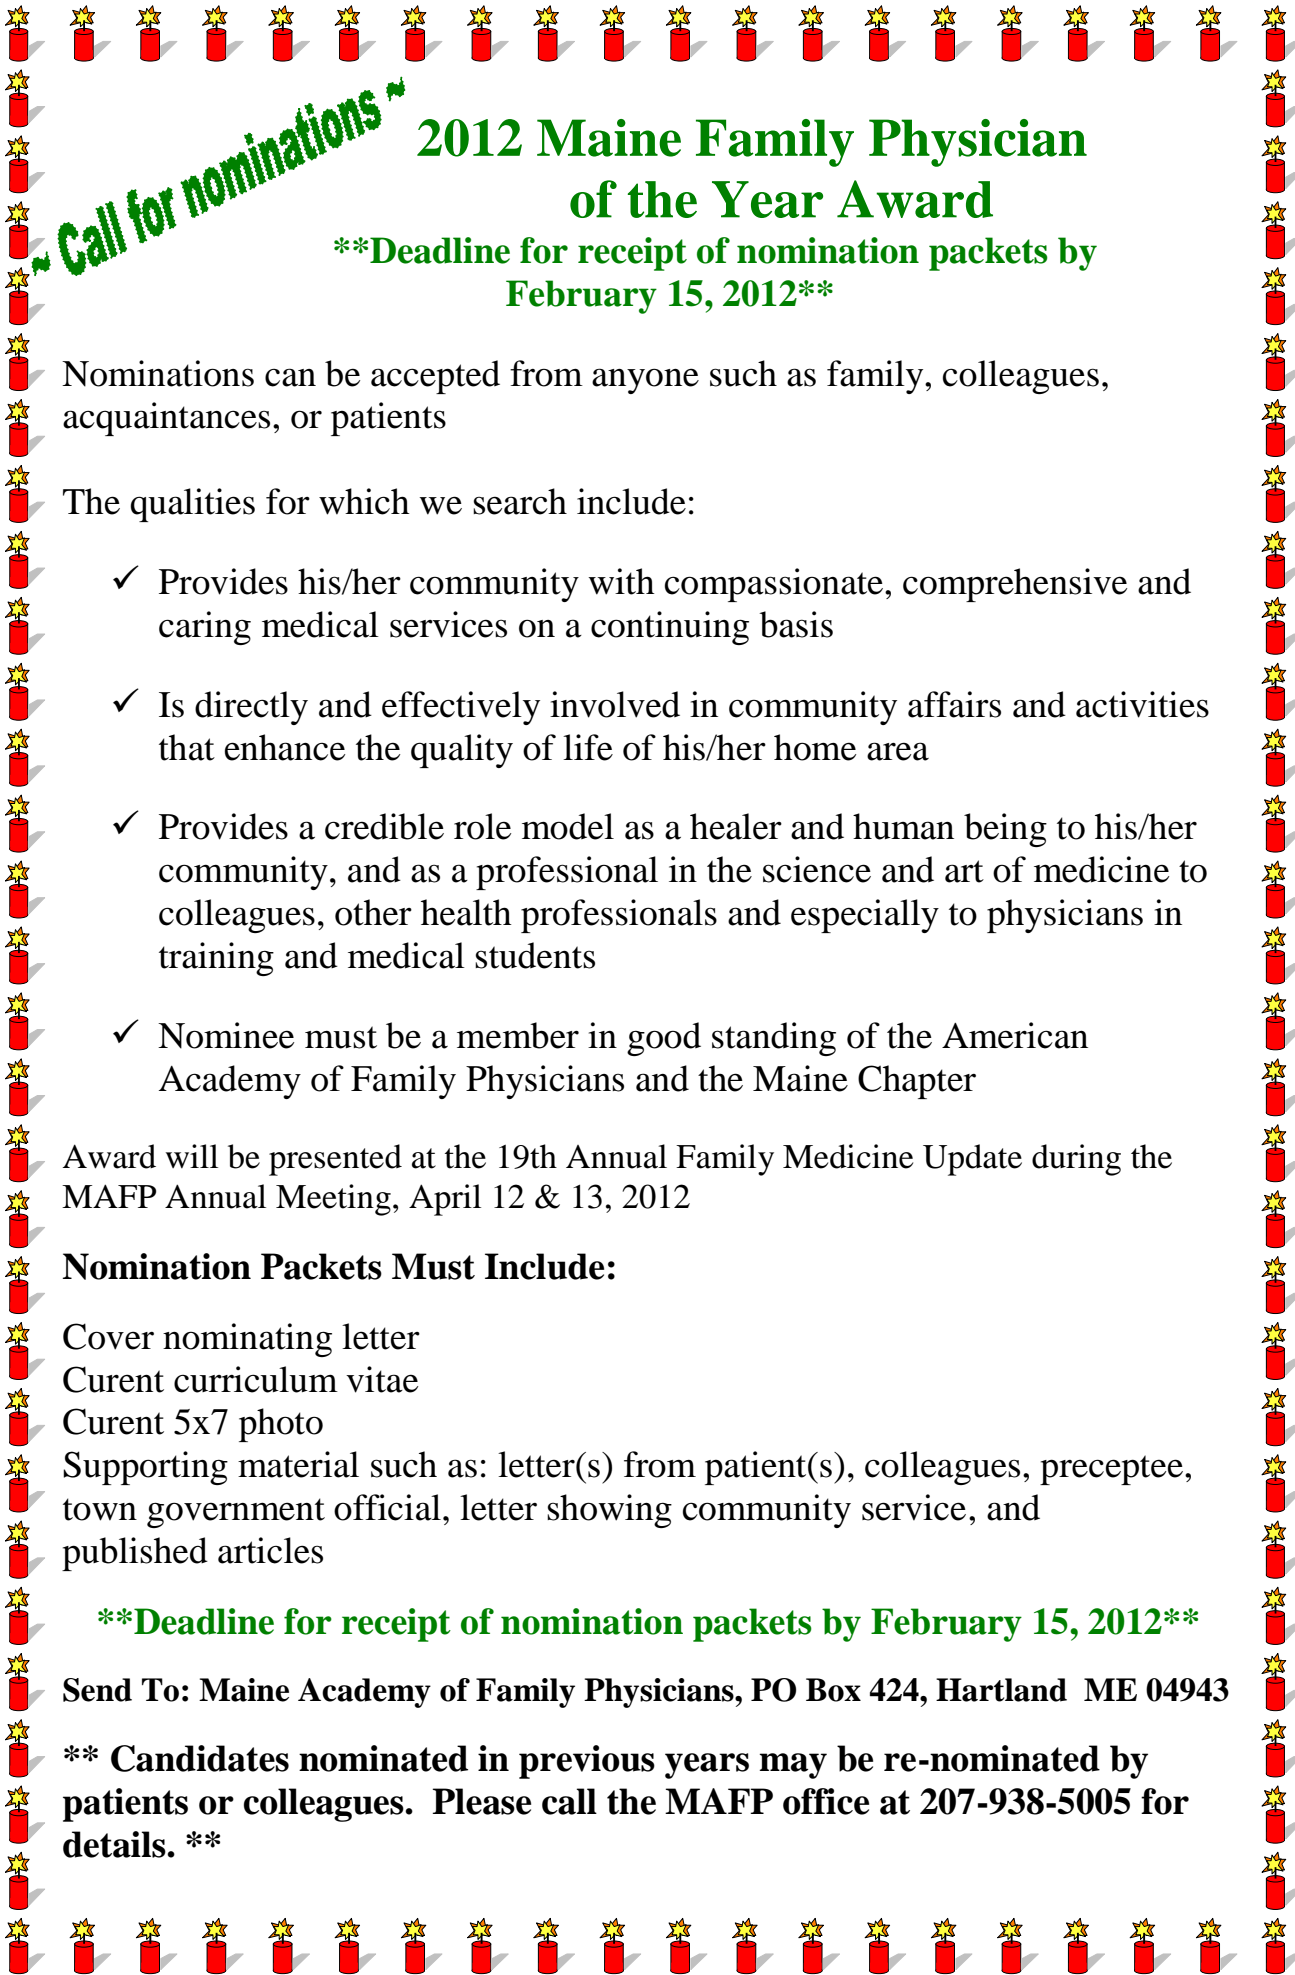 ~ Call for nominations ~
2012 Maine Family Physician
of the Year Award
**Deadline for receipt of nomination packets by
February 15, 2012**
Nominations can be accepted from anyone such as family, colleagues,
acquaintances, or patients
The qualities for which we search include:
✓ Provides his/her community with compassionate, comprehensive and
caring medical services on a continuing basis
✓ Is directly and effectively involved in community affairs and activities
that enhance the quality of life of his/her home area
✓ Provides a credible role model as a healer and human being to his/her
community, and as a professional in the science and art of medicine to
colleagues, other health professionals and especially to physicians in
training and medical students
✓ Nominee must be a member in good standing of the American
Academy of Family Physicians and the Maine Chapter
Award will be presented at the 19th Annual Family Medicine Update during the
MAFP Annual Meeting, April 12 & 13, 2012
Nomination Packets Must Include:
Cover nominating letter
Curent curriculum vitae
Curent 5x7 photo
Supporting material such as: letter(s) from patient(s), colleagues, preceptee,
town government official, letter showing community service, and
published articles
**Deadline for receipt of nomination packets by February 15, 2012**
Send To: Maine Academy of Family Physicians, PO Box 424, Hartland  ME 04943
** Candidates nominated in previous years may be re-nominated by
patients or colleagues.  Please call the MAFP office at 207-938-5005 for
details. **